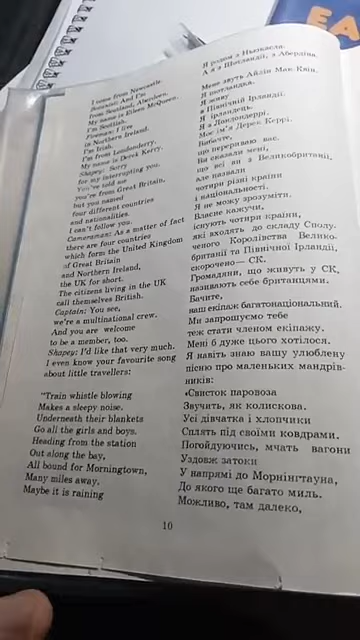 EA
I come from Newcastle.
Scotsman: And I'm
from Scotland, Aberdeen.
My name is Eileen McQueen.
I'm Scottish.
Fireman: I live
in Northern Ireland.
I'm Irish.
I'm from Londonderry.
My name is Derek Kerry.
Shapey: Sorry
for my interrupting you.
You've told me
you're from Great Britain,
but you named
four different countries
and nationalities.
I can't follow you.
Cameraman: As a matter of fact
there are four countries
which form the United Kingdom
of Great Britain
and Northern Ireland,
the UK for short.
The citizens living in the UK
call themselves British.
Captain: You see,
we're a multinational crew.
And you are welcome
to be a member, too.
Shapey: I'd like that very much.
I even know your favourite song
about little travellers:
"Train whistle blowing
Makes a sleepy noise.
Underneath their blankets
Go all the girls and boys.
Heading from the station
Out along the bay,
All bound for Morningtown,
Many miles away.
Maybe it is raining
Я родом з Ньюкасла.
А я з Шотландії, з Абердіна.
Мене звуть Айлін Мак Квін.
Я шотландка.
Я живу
в Північній Ірландії.
Я ірландець.
Я з Лондондеррі.
Моє ім'я Дерек Керрі.
Вибачте,
що перериваю вас.
Ви сказали мені,
що всі ви з Великобританії,
але назвали
чотири різні країни
і національності.
Я не можу зрозуміти.
Власне кажучи,
існують чотири країни,
які входять до складу Сполу-
ченого Королівства Велико-
британії та Північної Ірландії,
скорочено— СК.
Громадяни, що живуть у СК,
називають себе британцями.
Бачите,
наш екіпаж багатонаціональний.
Ми запрошуємо тебе
теж стати членом екіпажу.
Мені б дуже цього хотілося.
Я навіть знаю вашу улюблену
пісню про маленьких мандрів-
ників:
«Свисток паровоза
Звучать, як колискова.
Усі дівчатка і хлопчики
Сплять під своїми ковдрами.
Погойдуючись, мчать вагони
Уздовж затоки
У напрямі до Морнінгтауна,
До якого ще багато миль.
Можливо, там далеко,
10